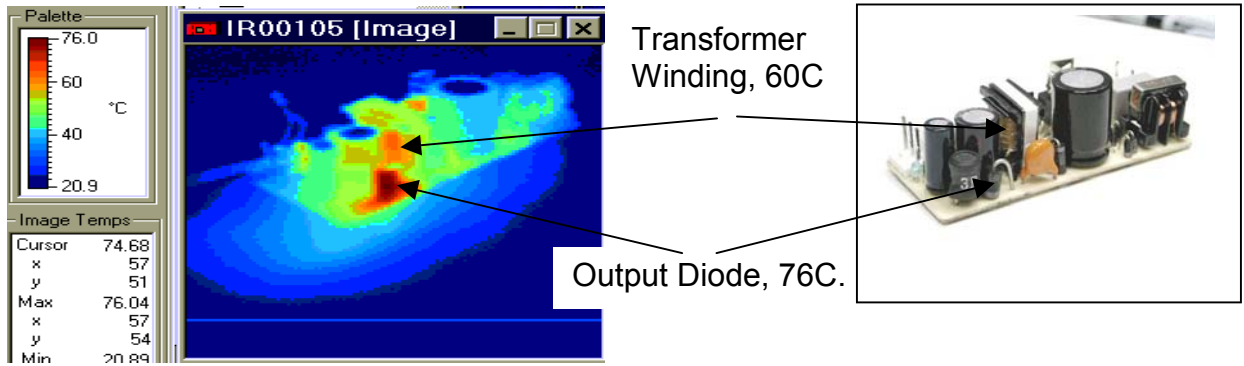 Palette
76.0
60
°C
40
20.9
Image Temps
Cursor 74.68
x 57
y 51
Max 76.04
x 57
y 54
Min 20.89
IR00105 [Image]
Transformer
Winding, 60C
Output Diode, 76C.